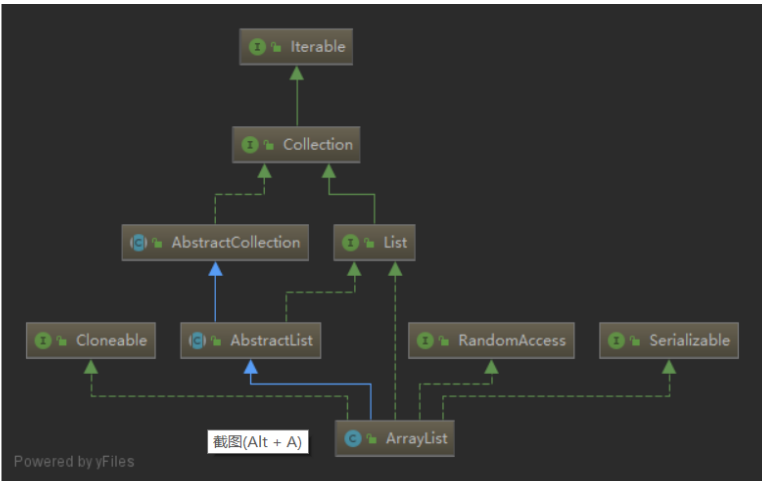 Iterable
Collection
AbstractCollection
List
Cloneable
AbstractList
RandomAccess
Serializable
ArrayList
截图(Alt + A)
Powered by yFiles